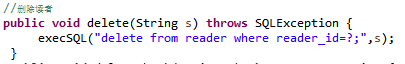 //删除读者
public void delete(String s) throws SQLException {
execSQL("delete from reader where reader_id=?;",s);
}